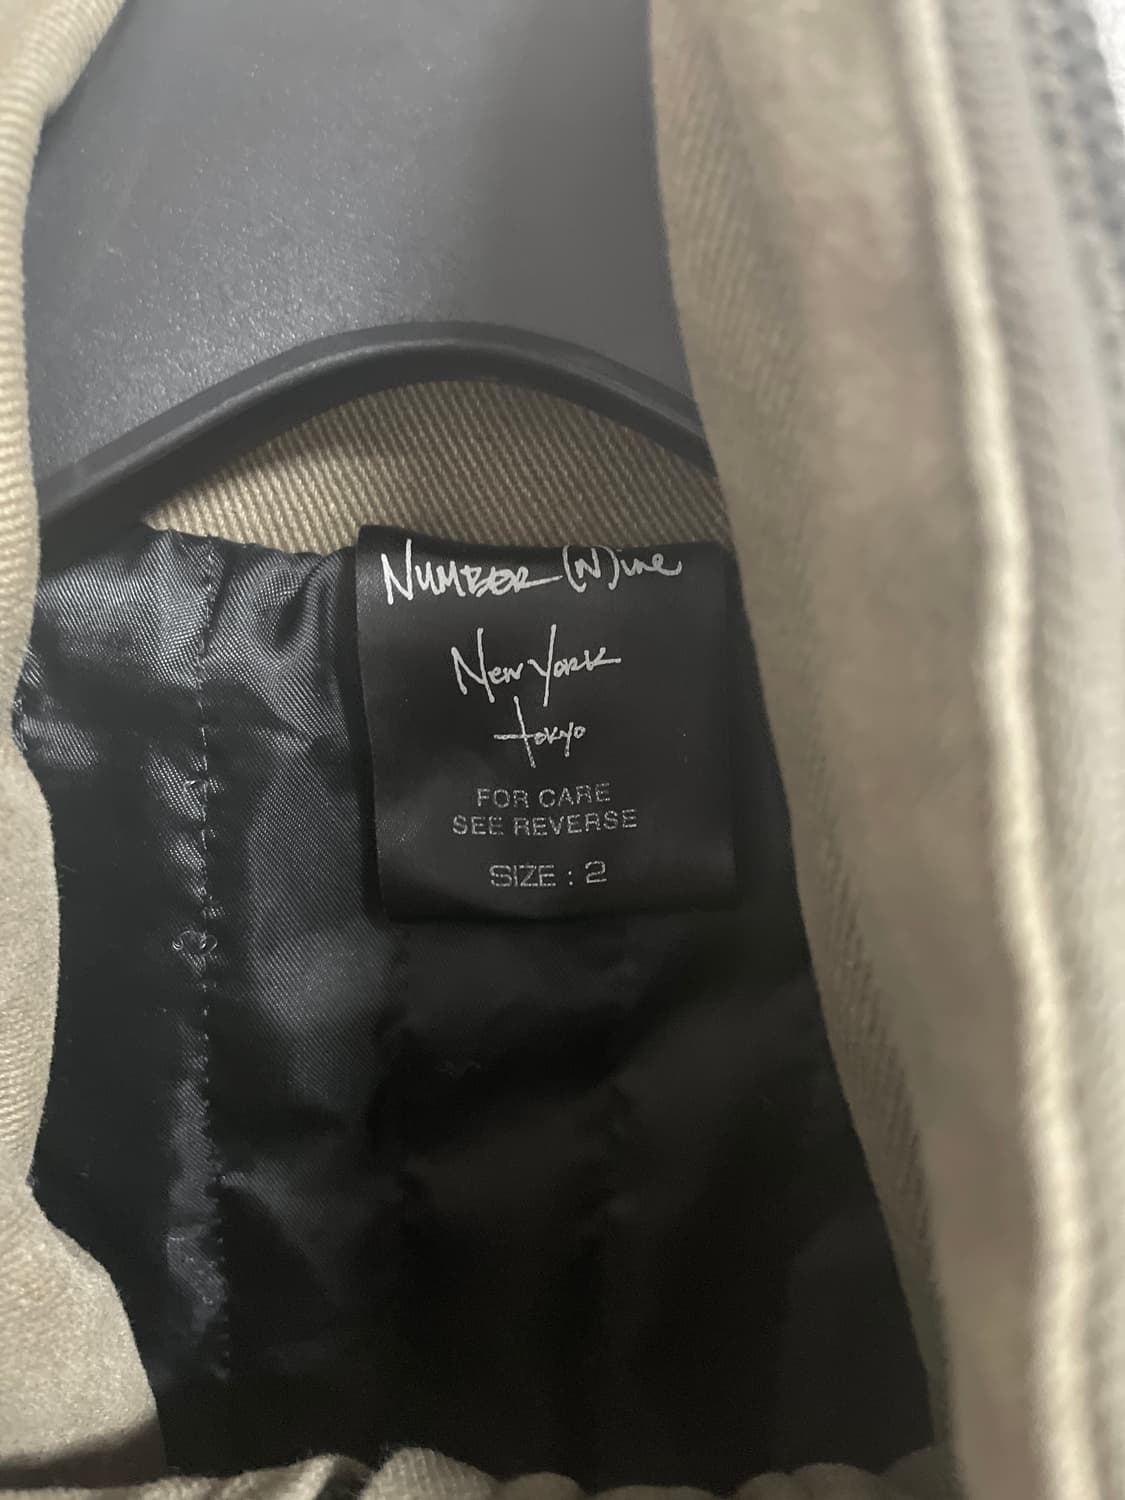 NUMBER (N)ine
New York
tokyo
FOR CARE
SEE REVERSE
SIZE : 2